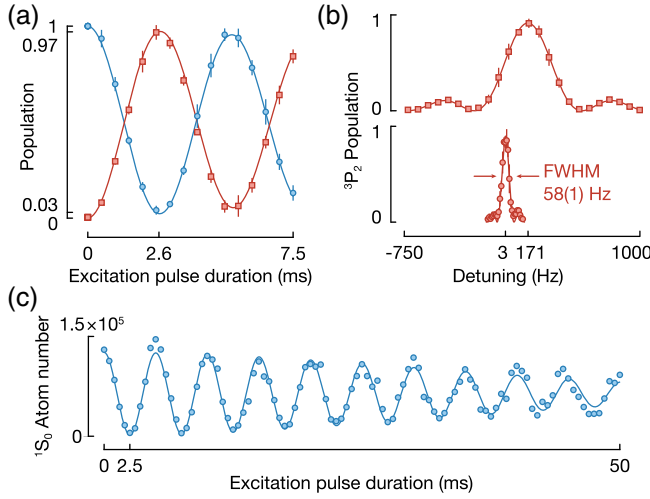 (a)
1
0.97
Population
0.03
0
0 2.6 7.5
Excitation pulse duration (ms)
(b)
1
0
1
0
³P₂ Population
FWHM
58(1) Hz
-750 3 171 1000
Detuning (Hz)
(c)
1.5×10⁵
0
¹S₀ Atom number
0 2.5 50
Excitation pulse duration (ms)